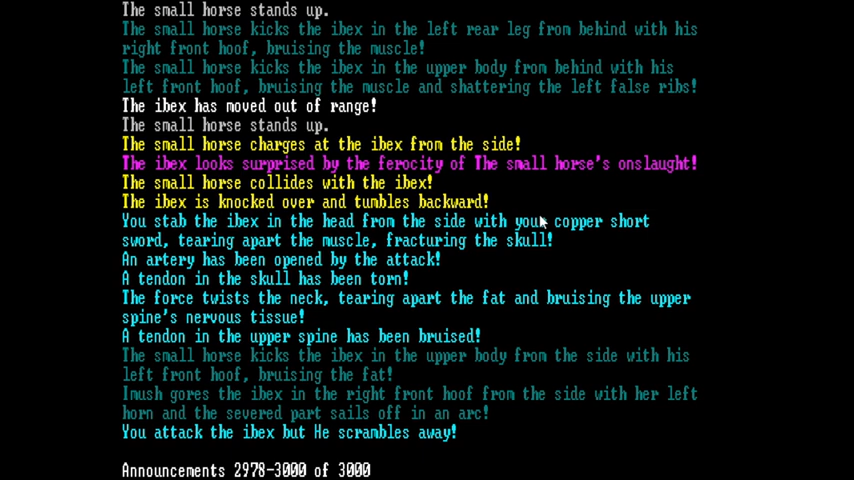 The small horse stands up.
The small horse kicks the ibex in the left rear leg from behind with his
right front hoof, bruising the muscle!
The small horse kicks the ibex in the upper body from behind with his
left front hoof, bruising the muscle and shattering the left false ribs!
The ibex has moved out of range!
The small horse stands up.
The small horse charges at the ibex from the side!
The ibex looks surprised by the ferocity of The small horse's onslaught!
The small horse collides with the ibex!
The ibex is knocked over and tumbles backward!
You stab the ibex in the head from the side with your copper short
sword, tearing apart the muscle, fracturing the skull!
An artery has been opened by the attack!
A tendon in the skull has been torn!
The force twists the neck, tearing apart the fat and bruising the upper
spine's nervous tissue!
A tendon in the upper spine has been bruised!
The small horse kicks the ibex in the upper body from the side with his
left front hoof, bruising the fat!
Imush gores the ibex in the right front hoof from the side with her left
horn and the severed part sails off in an arc!
You attack the ibex but He scrambles away!
Announcements 2978-3000 of 3000